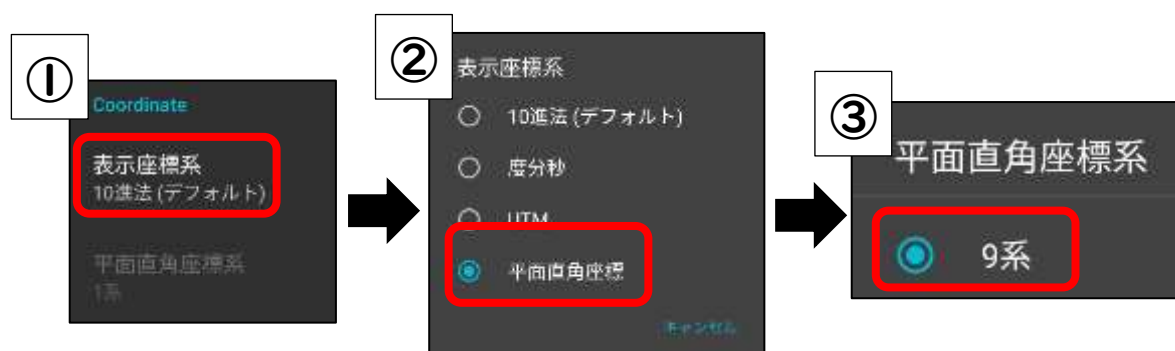 ①
Coordinate
表示座標系
10進法 (デフォルト)
平面直角座標系
1系
②
表示座標系
10進法 (デフォルト)
度分秒
UTM
平面直角座標
キャンセル
③
平面直角座標系
9系